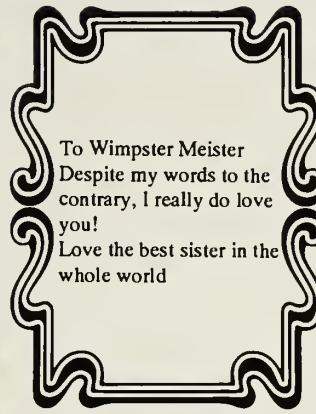 To Wimpster Meister
Despite my words to the
contrary, I really do love
you!
Love the best sister in the
whole world